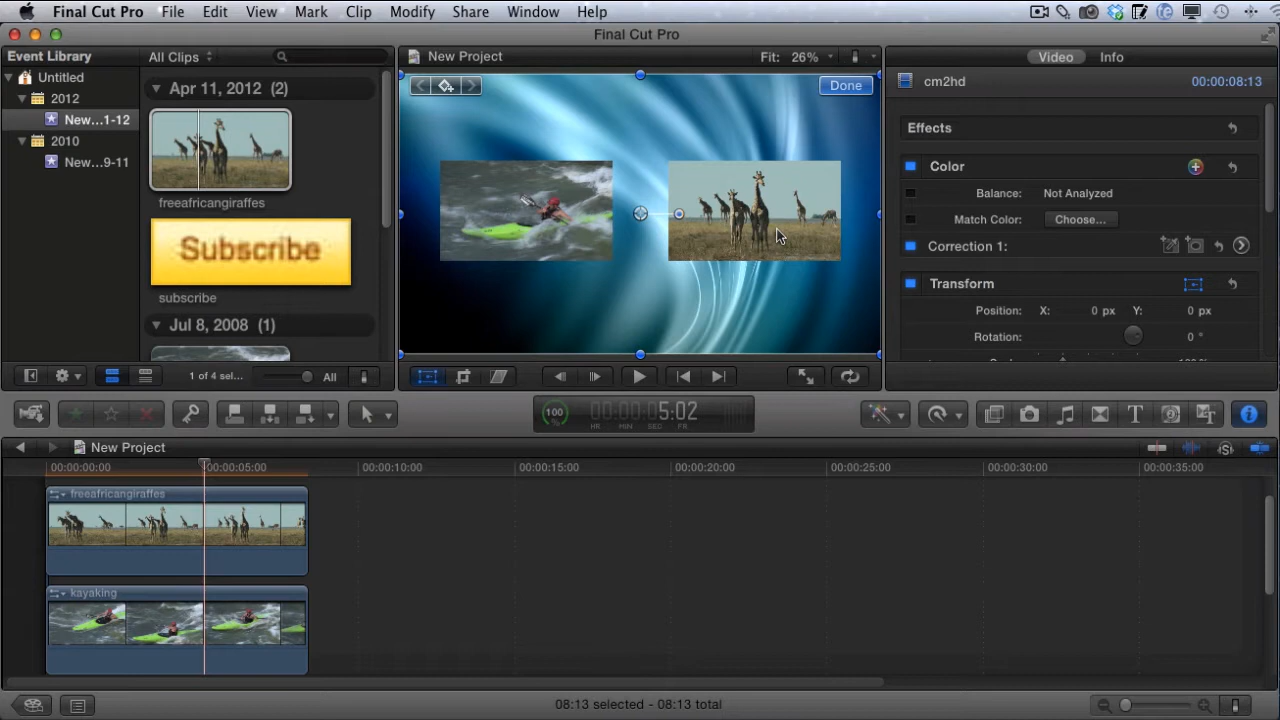 Final Cut Pro File Edit View Mark Clip Modify Share Window Help
Final Cut Pro
Event Library
All Clips
New Project
Fit: 26%
Video
Info
Untitled
2012
New...1-12
2010
New...9-11
Apr 11, 2012 (2)
freeafricangiraffes
Subscribe
subscribe
Jul 8, 2008 (1)
Done
cm2hd
00:00:08:13
Effects
Color
Balance: Not Analyzed
Match Color: Choose...
Correction 1:
Transform
Position: X: 0 px Y: 0 px
Rotation: 0 °
1 of 4 sel...
All
100
00:00:05:02
HR MIN SEC FR
New Project
00:00:00:00 00:00:05:00 00:00:10:00 00:00:15:00 00:00:20:00 00:00:25:00 00:00:30:00 00:00:35:00
freeafricangiraffes
kayaking
08:13 selected - 08:13 total